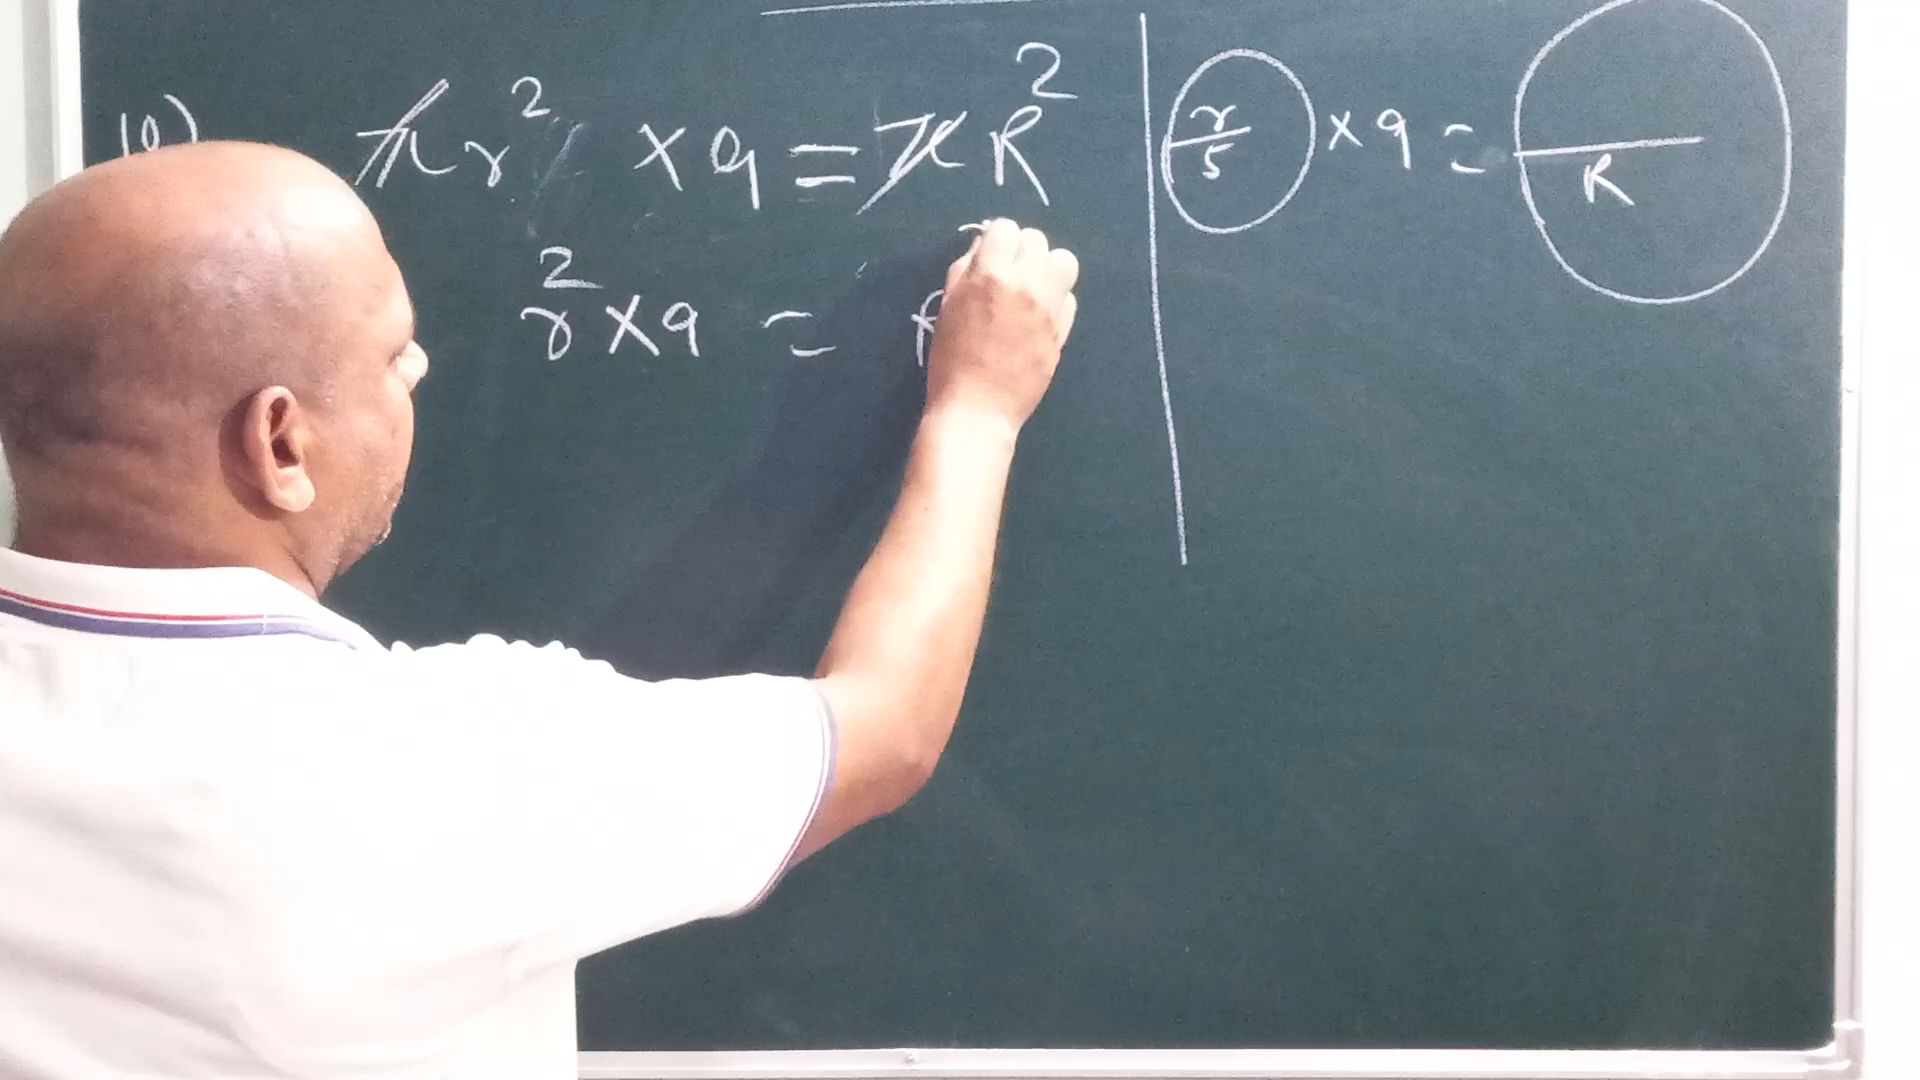 10)
πr² × 9 = πR²
r² × 9 = R
r
5
× 9 =
R